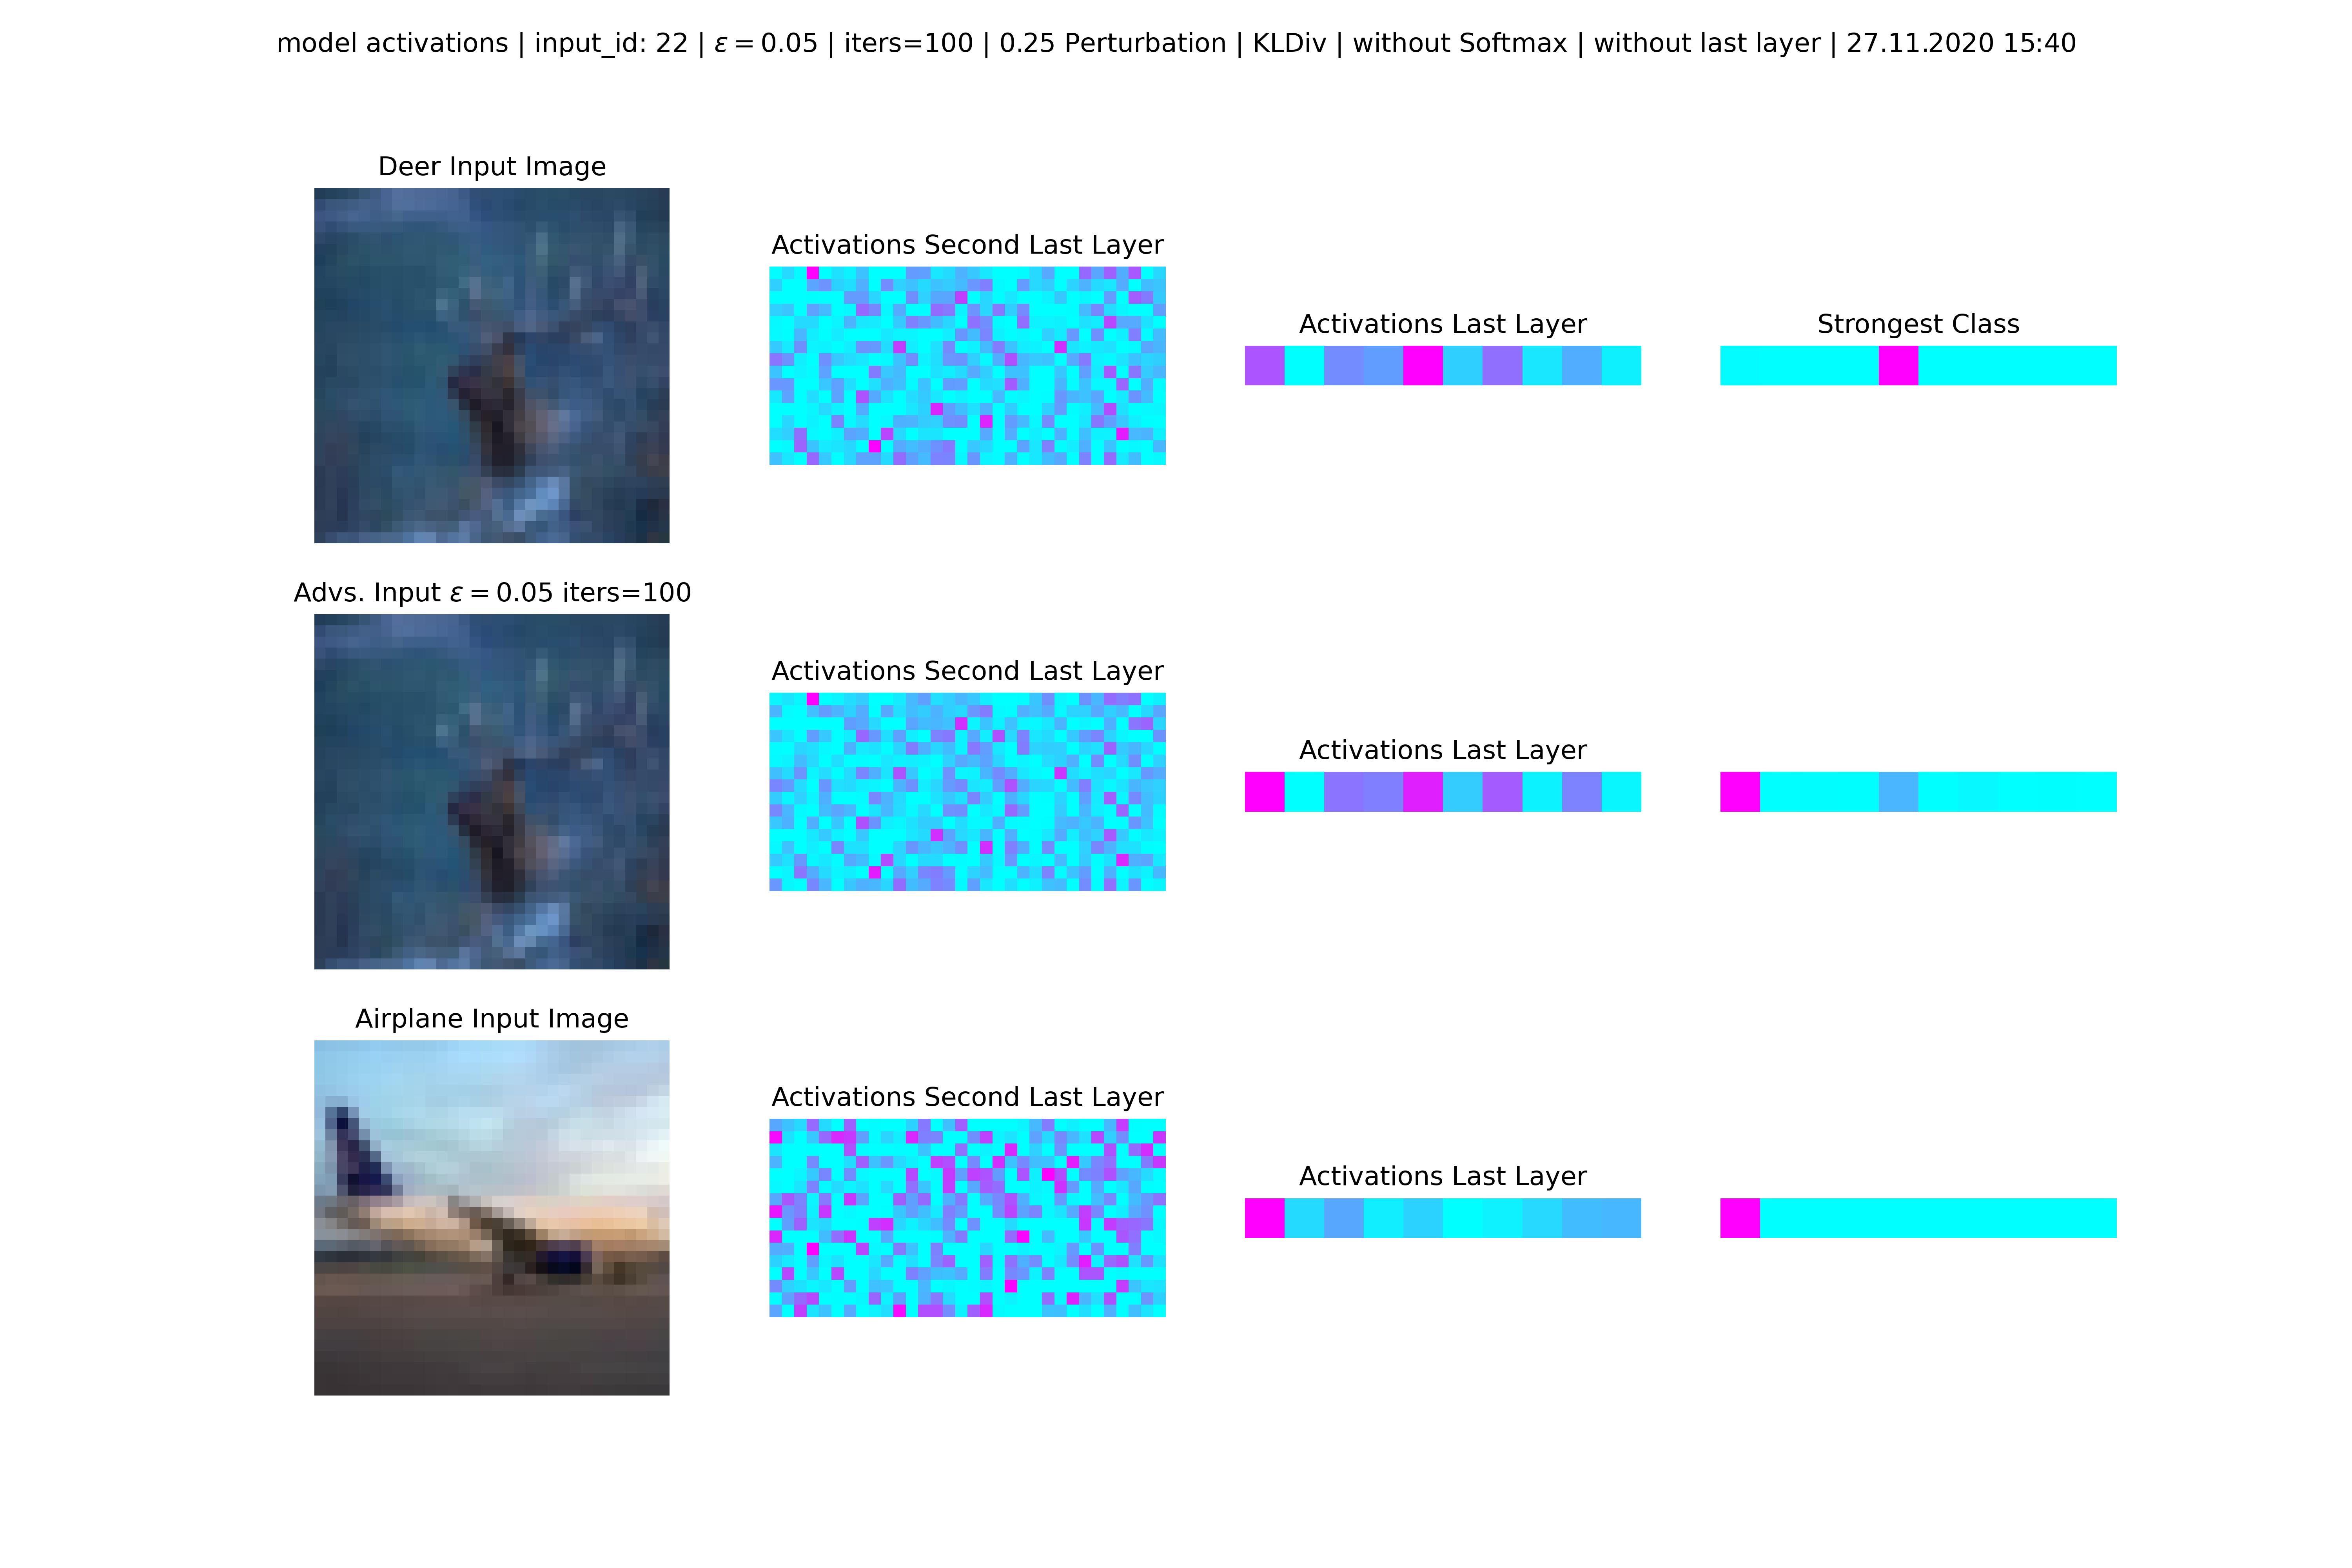 model activations | input_id: 22 | ε = 0.05 | iters=100 | 0.25 Perturbation | KLDiv | without Softmax | without last layer | 27.11.2020 15:40
Deer Input Image
Activations Second Last Layer
Activations Last Layer
Strongest Class
Advs. Input ε = 0.05 iters=100
Activations Second Last Layer
Activations Last Layer
Airplane Input Image
Activations Second Last Layer
Activations Last Layer